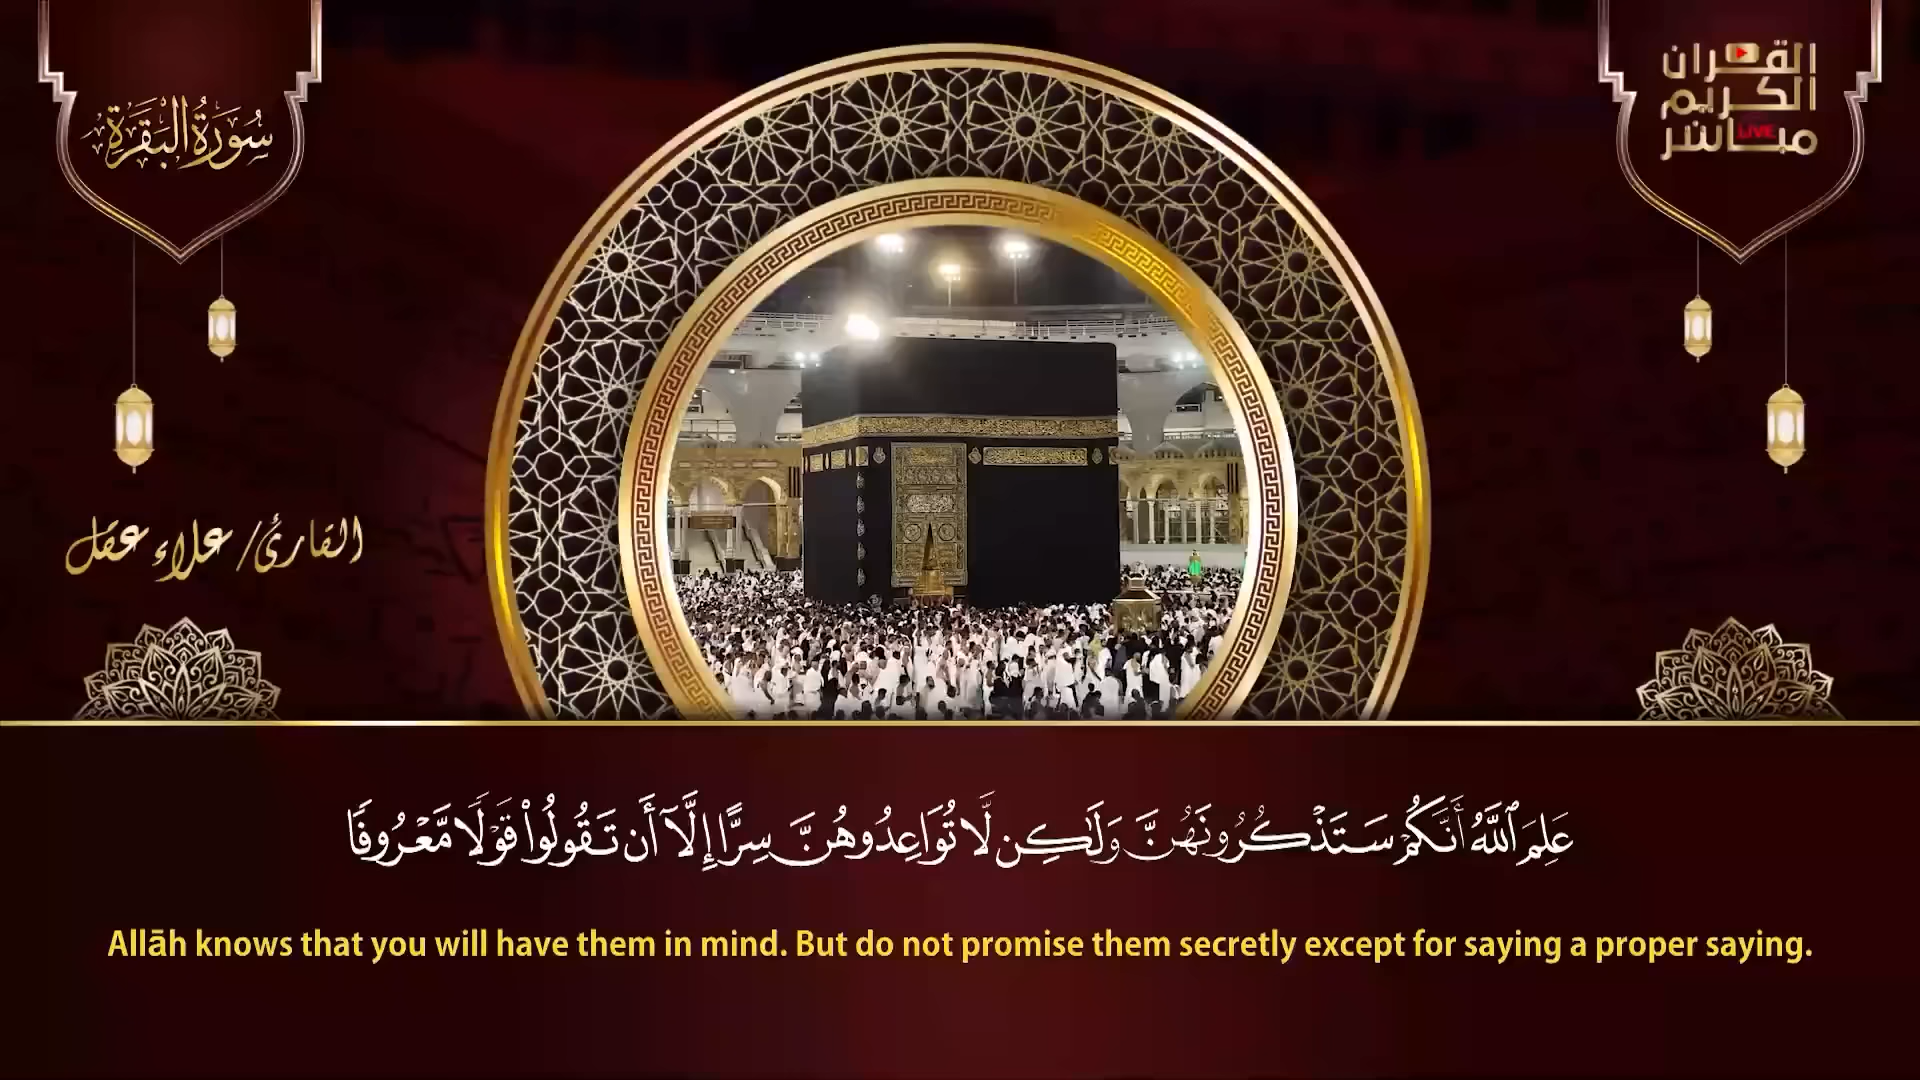 سُورَةُ البَقَرَةِ
القران
الكريم
مباشر
LIVE
القارئ/ علاء عقل
عَلِمَ ٱللَّهُ أَنَّكُمۡ سَتَذۡكُرُونَهُنَّ وَلَٰكِن لَّا تُوَاعِدُوهُنَّ سِرًّا إِلَّآ أَن تَقُولُواْ قَوۡلٗا مَّعۡرُوفٗا
Allāh knows that you will have them in mind. But do not promise them secretly except for saying a proper saying.